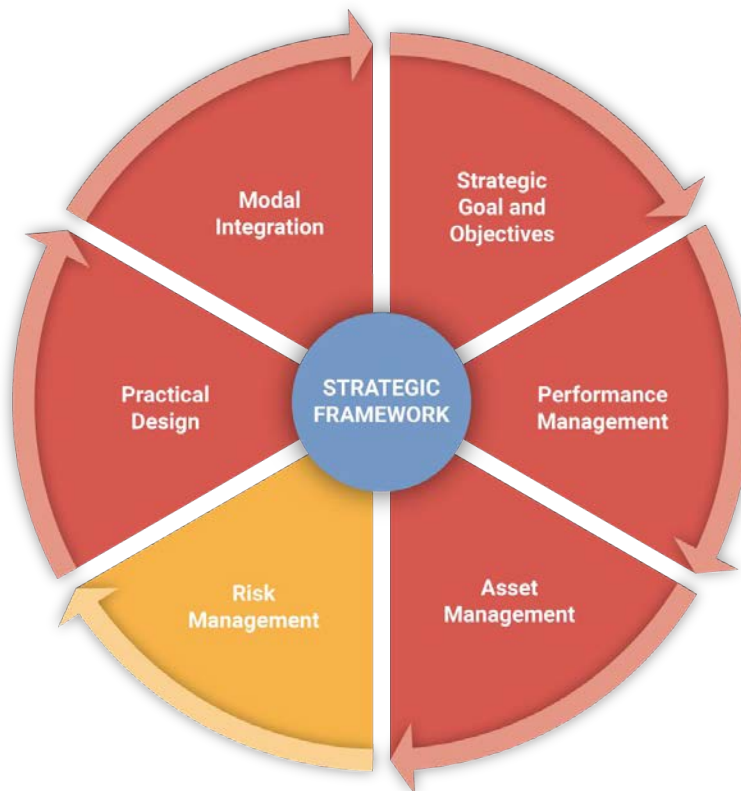 Strategic
Goal and
Objectives
Performance
Management
Asset
Management
Risk
Management
Practical
Design
Modal
Integration
STRATEGIC
FRAMEWORK